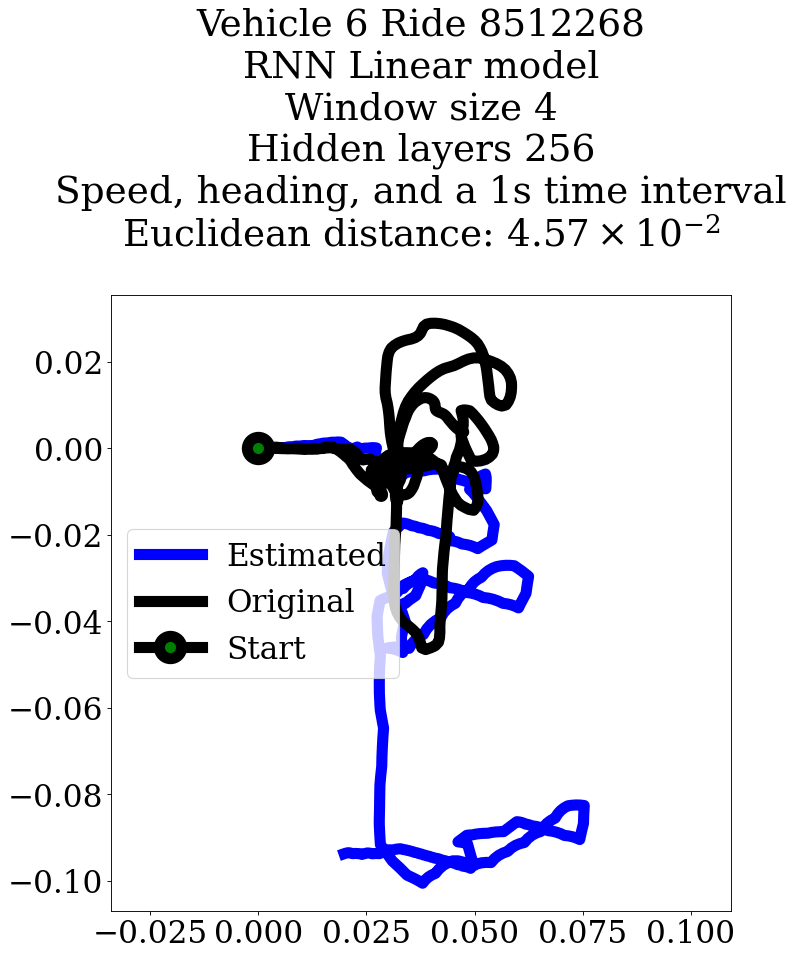 Vehicle 6 Ride 8512268
RNN Linear model
Window size 4
Hidden layers 256
Speed, heading, and a 1s time interval
Euclidean distance: 4.57 × 10⁻²
0.02
0.00
−0.02
−0.04
−0.06
−0.08
−0.10
Estimated
Original
Start
−0.025 0.000 0.025 0.050 0.075 0.100